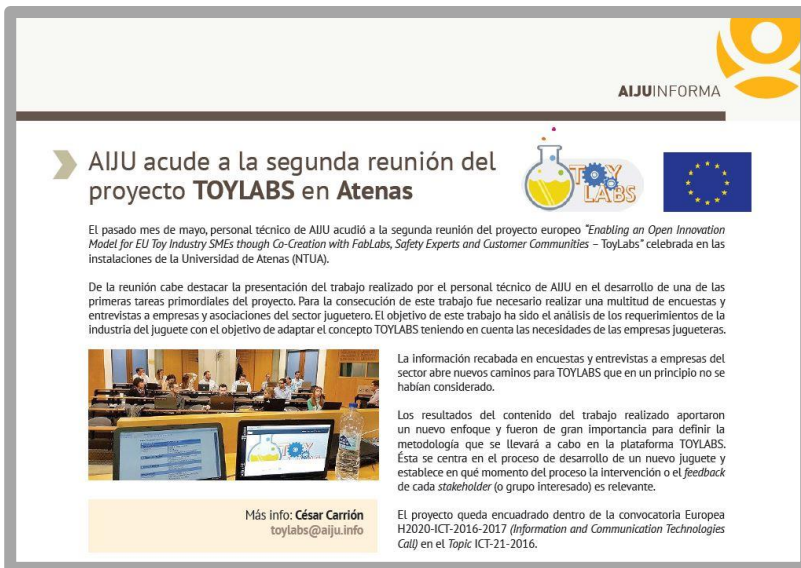 AIJUINFORMA
AIJU acude a la segunda reunión del
proyecto TOYLABS en Atenas
TOY
LABS
El pasado mes de mayo, personal técnico de AIJU acudió a la segunda reunión del proyecto europeo “Enabling an Open Innovation
Model for EU Toy Industry SMEs though Co-Creation with FabLabs, Safety Experts and Customer Communities – ToyLabs” celebrada en las
instalaciones de la Universidad de Atenas (NTUA).
De la reunión cabe destacar la presentación del trabajo realizado por el personal técnico de AIJU en el desarrollo de una de las
primeras tareas primordiales del proyecto. Para la consecución de este trabajo fue necesario realizar una multitud de encuestas y
entrevistas a empresas y asociaciones del sector juguetero. El objetivo de este trabajo ha sido el análisis de los requerimientos de la
industria del juguete con el objetivo de adaptar el concepto TOYLABS teniendo en cuenta las necesidades de las empresas jugueteras.
La información recabada en encuestas y entrevistas a empresas del
sector abre nuevos caminos para TOYLABS que en un principio no se
habían considerado.
Los resultados del contenido del trabajo realizado aportaron
un nuevo enfoque y fueron de gran importancia para definir la
metodología que se llevará a cabo en la plataforma TOYLABS.
Ésta se centra en el proceso de desarrollo de un nuevo juguete y
establece en qué momento del proceso la intervención o el feedback
de cada stakeholder (o grupo interesado) es relevante.
Más info: César Carrión
toylabs@aiju.info
El proyecto queda encuadrado dentro de la convocatoria Europea
H2020-ICT-2016-2017 (Information and Communication Technologies
Call) en el Topic ICT-21-2016.